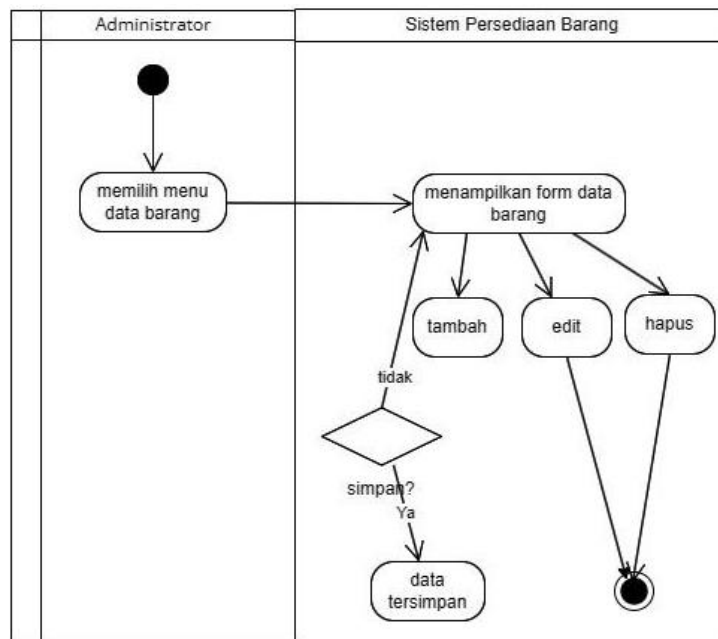 Administrator
Sistem Persediaan Barang
memilih menu
data barang
menampilkan form data
barang
tambah
edit
hapus
tidak
simpan?
Ya
data
tersimpan